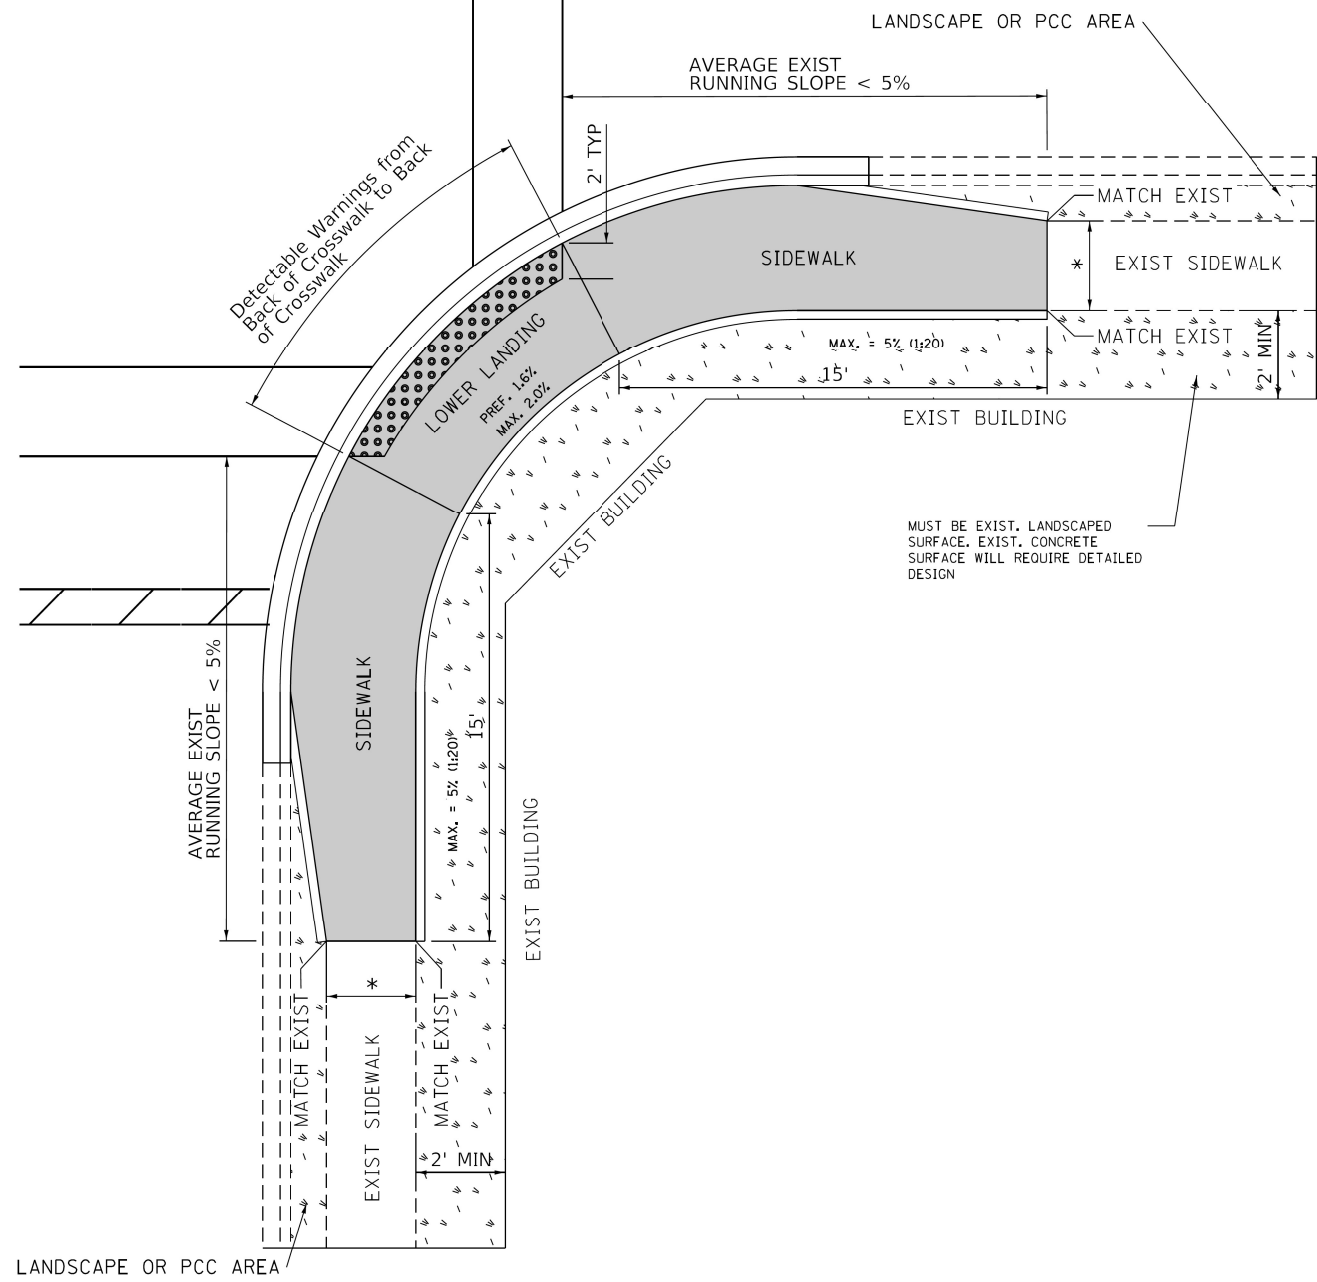 LANDSCAPE OR PCC AREA
AVERAGE EXIST
RUNNING SLOPE < 5%
2' TYP
Detectable Warnings from
Back of Crosswalk to Back
of Crosswalk
MATCH EXIST
SIDEWALK
*
EXIST SIDEWALK
MATCH EXIST
2' MIN
MAX. = 5% (1:20)
15'
LOWER LANDING
PREF. 1.6%
MAX. 2.0%
EXIST BUILDING
EXIST BUILDING
MUST BE EXIST. LANDSCAPED
SURFACE. EXIST. CONCRETE
SURFACE WILL REQUIRE DETAILED
DESIGN
AVERAGE EXIST
RUNNING SLOPE < 5%
SIDEWALK
MAX. = 5% (1:20)
15'
EXIST BUILDING
*
MATCH EXIST
EXIST SIDEWALK
MATCH EXIST
2' MIN
LANDSCAPE OR PCC AREA